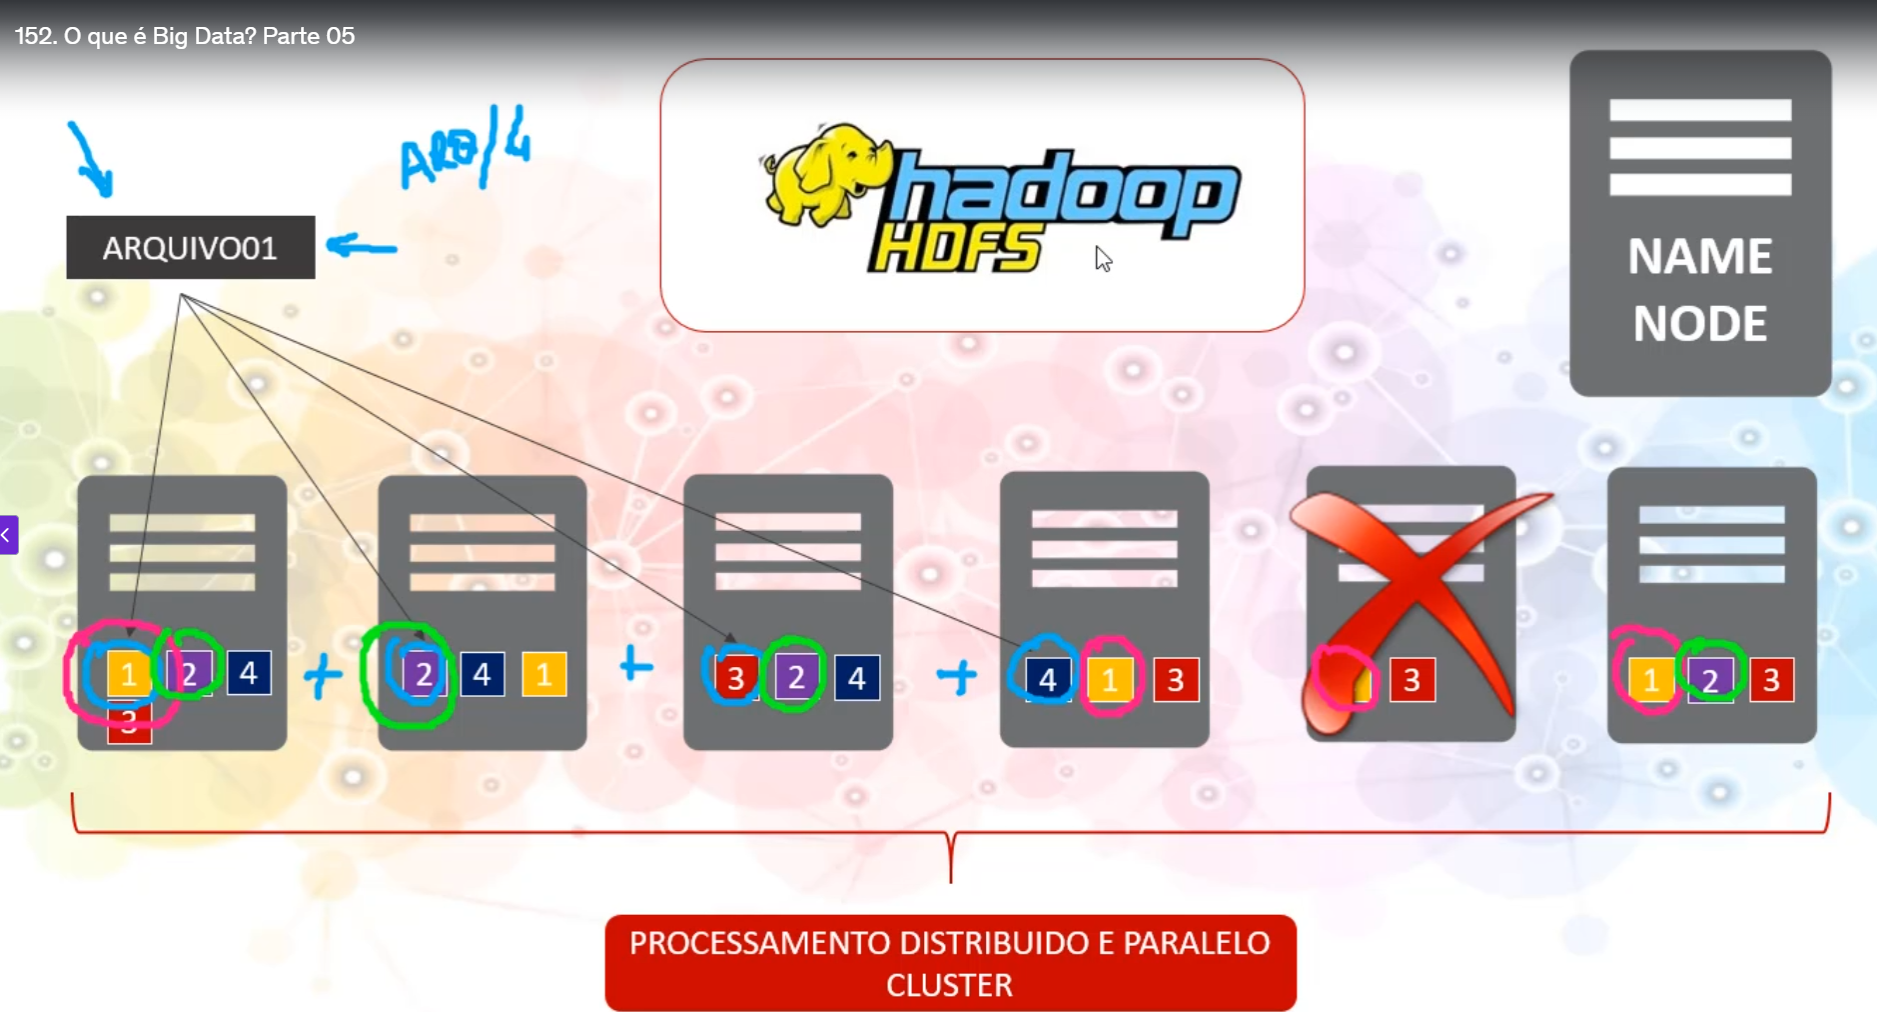 152. O que é Big Data? Parte 05
ARQ/4
hadoop
HDFS
ARQUIVO01
NAME
NODE
1 2 4
3
+
2 4 1
+
3 2 4
+
4 1 3
3
1 2 3
PROCESSAMENTO DISTRIBUIDO E PARALELO
CLUSTER